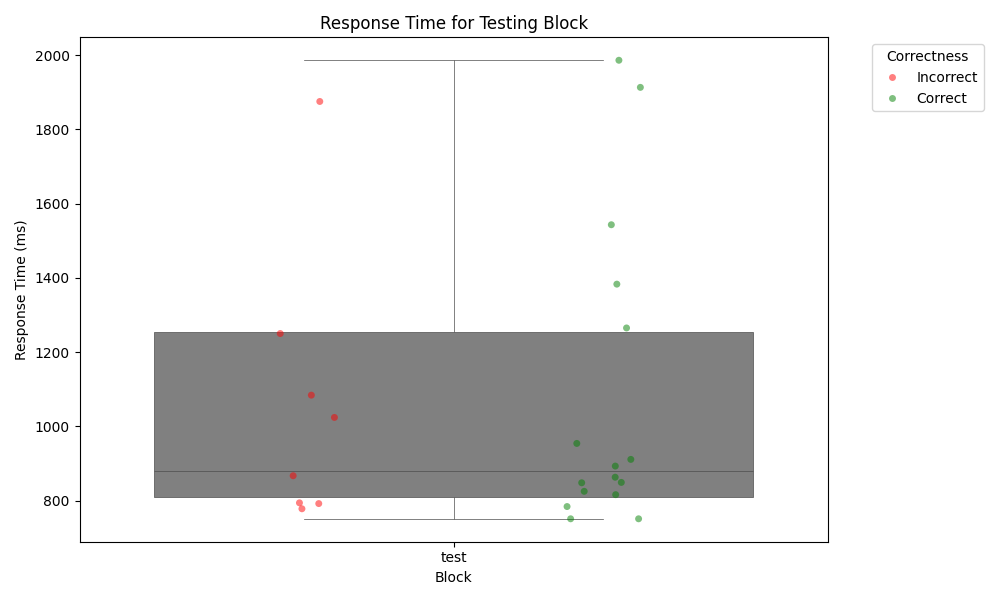 Response Time for Testing Block
Correctness
Incorrect
Correct
Response Time (ms)
2000
1800
1600
1400
1200
1000
800
test
Block